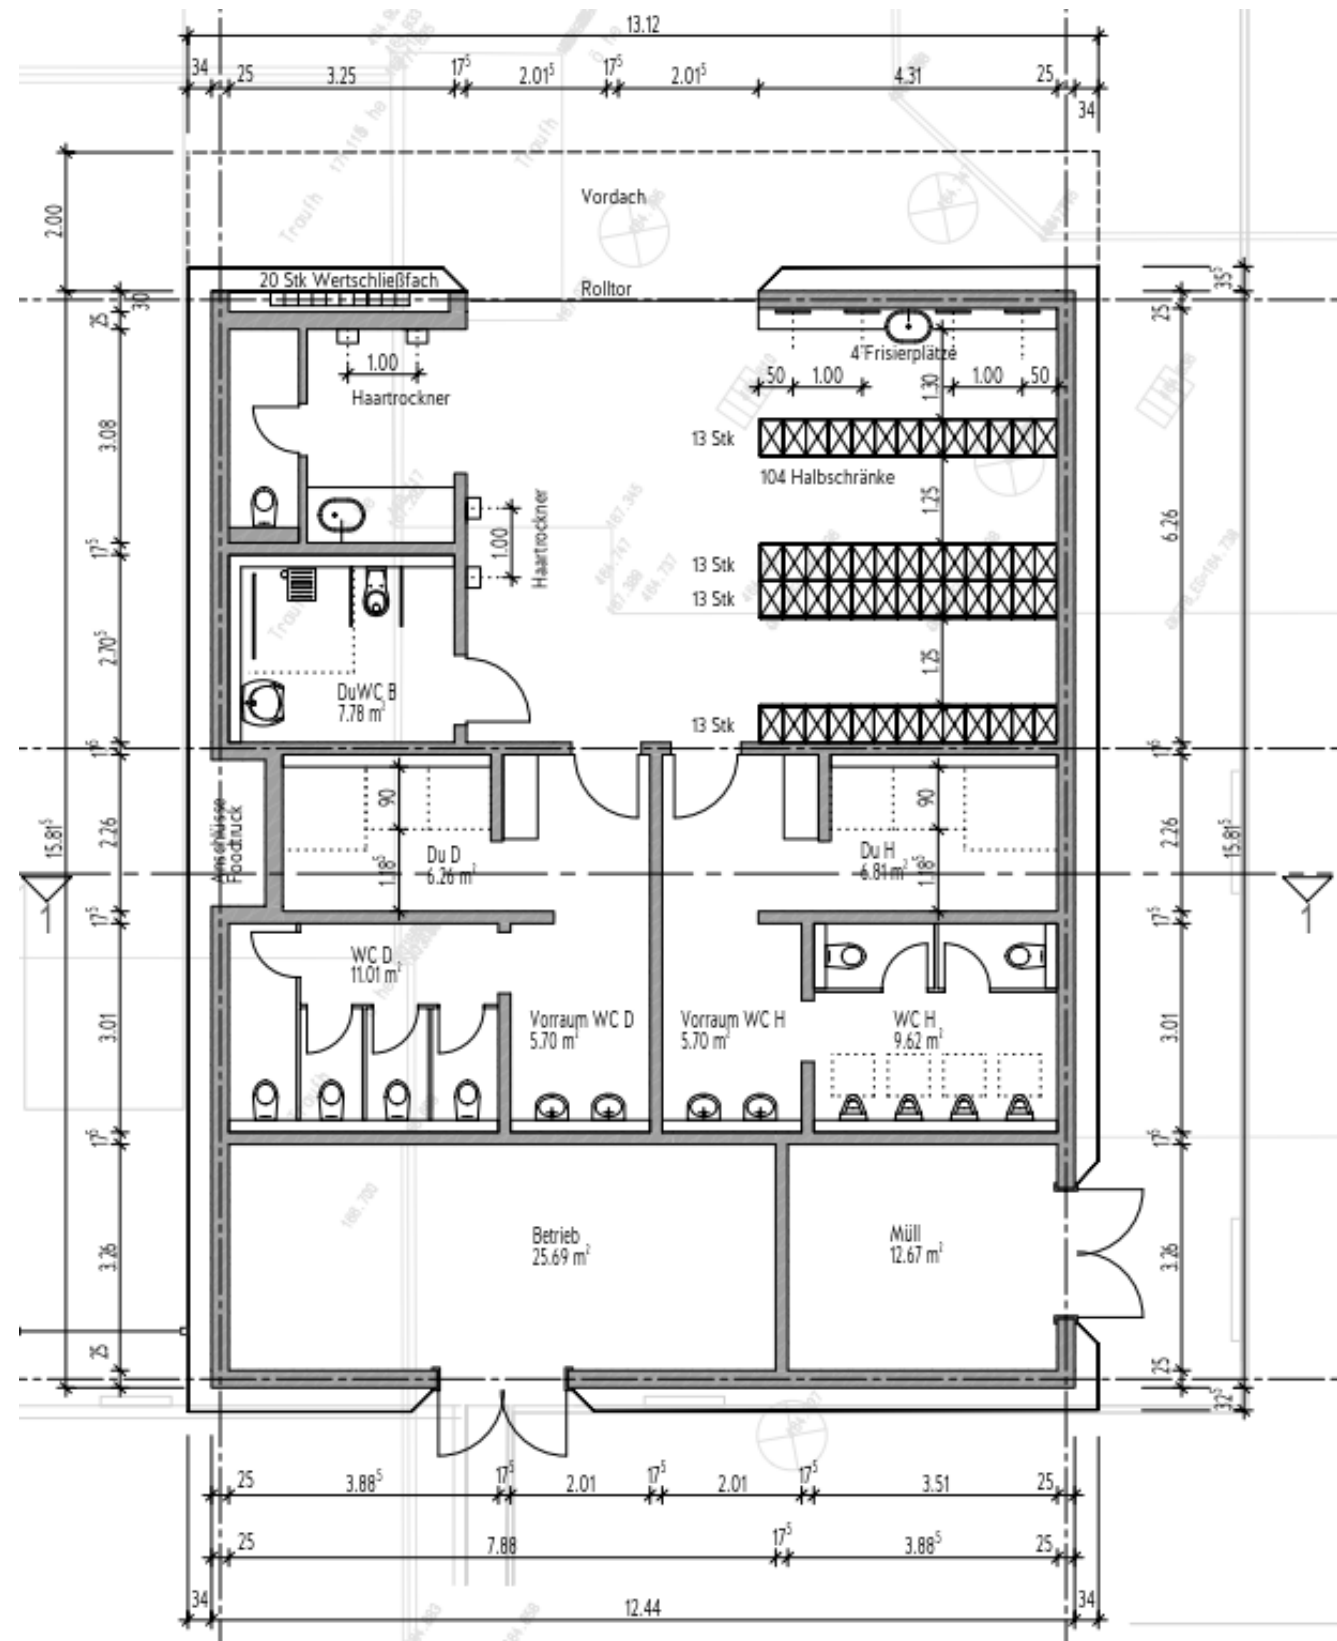 13.12
34
25
3.25
17⁵
2.01⁵
17⁵
2.01⁵
4.31
25
34
Vordach
2.00
20 Stk Wertschließfach
Rolltor
35⁵
30
25
25
4 Frisierplätze
1.00
Haartrockner
50
1.00
1.30
1.00
50
3.08
13 Stk
104 Halbschränke
1.25
Haartrockner
1.00
6.26
17⁵
13 Stk
13 Stk
2.70⁵
1.25
DuWC B
7.78 m²
13 Stk
17⁵
17⁵
Anschlüsse
Foodtruck
90
90
2.26
2.26
15.81⁵
15.81⁵
Du D
6.26 m²
1.18⁵
Du H
6.81 m²
1.18⁵
17⁵
17⁵
WC D
11.01 m²
3.01
Vorraum WC D
5.70 m²
Vorraum WC H
5.70 m²
WC H
9.62 m²
3.01
17⁵
17⁵
188.700
Betrieb
25.69 m²
Müll
12.67 m²
3.26
3.26
25
25
32⁵
25
3.88⁵
17⁵
2.01
17⁵
2.01
17⁵
3.51
25
25
7.88
17⁵
3.88⁵
25
34
12.44
34